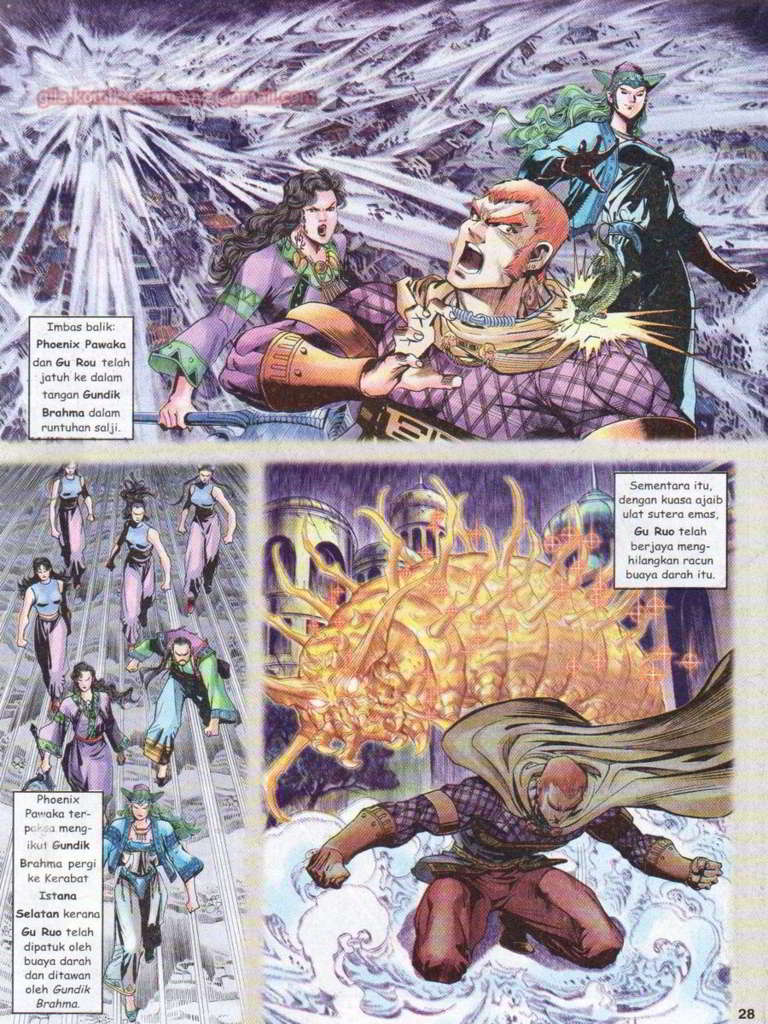 Imbas balik:
Phoenix Pawaka
dan Gu Rou telah
jatuh ke dalam
tangan Gundik
Brahma dalam
runtuhan salji.
Sementara itu,
dengan kuasa ajaib
ulat sutera emas,
Gu Ruo telah
berjaya meng-
hilangkan racun
buaya darah itu.
Phoenix
Pawaka ter-
paksa meng-
ikut Gundik
Brahma pergi
ke Kerabat
Istana
Selatan kerana
Gu Ruo telah
dipatuk oleh
buaya darah
dan ditawan
oleh Gundik
Brahma.
28